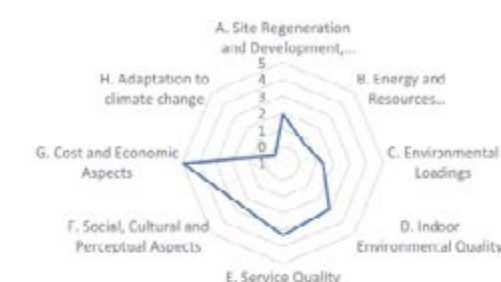 A. Site Regeneration
and Development,...
5
4
3
2
1
0
1
B. Energy and
Resources...
C. Environmental
Loadings
D. Indoor
Environmental Quality
E. Service Quality
F. Social, Cultural and
Perceptual Aspects
G. Cost and Economic
Aspects
H. Adaptation to
climate change